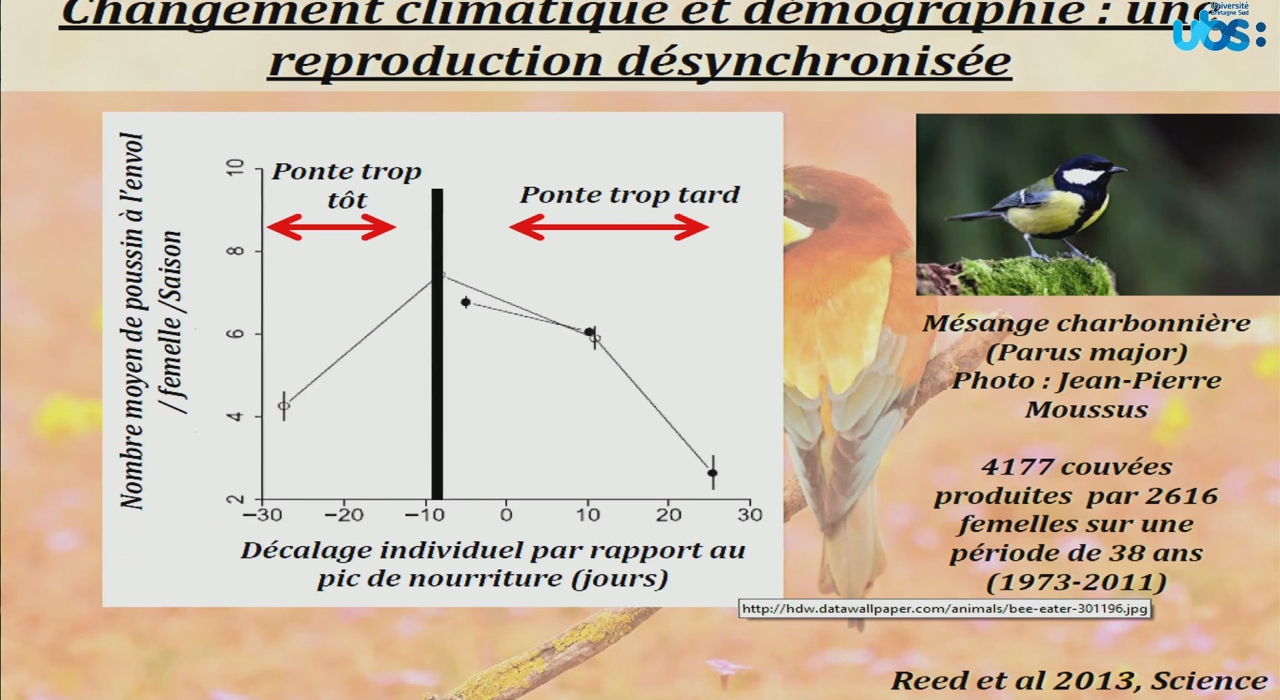 Changement climatique et démographie : une
reproduction désynchronisée
Université
Bretagne Sud
ubs:
Nombre moyen de poussin à l'envol
/ femelle /Saison
10
8
6
4
2
Ponte trop
tôt
Ponte trop tard
−30
−20
−10
0
10
20
30
Décalage individuel par rapport au
pic de nourriture (jours)
Mésange charbonnière
(Parus major)
Photo : Jean-Pierre
Moussus
4177 couvées
produites par 2616
femelles sur une
période de 38 ans
(1973-2011)
http://hdw.datawallpaper.com/animals/bee-eater-301196.jpg
Reed et al 2013, Science